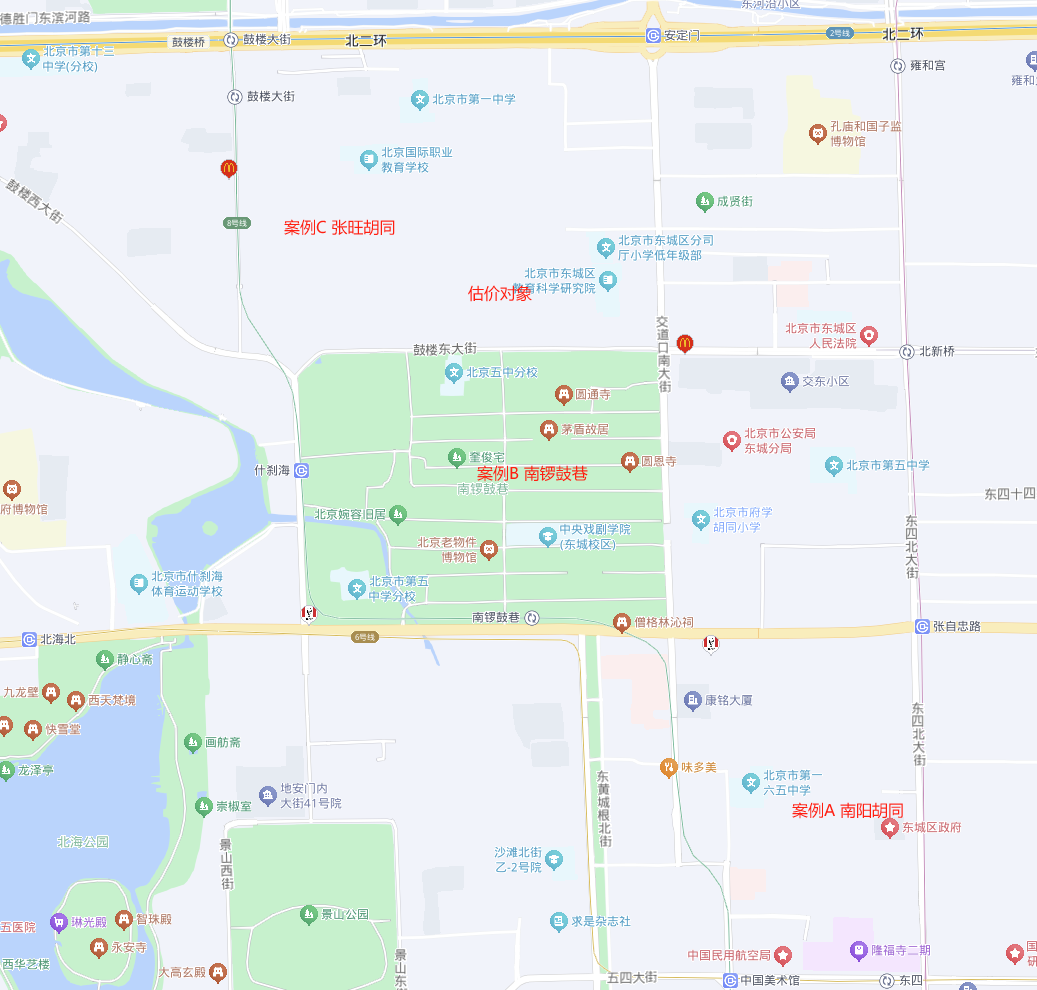 德胜门东滨河路
东河沿小区
鼓楼桥
鼓楼大街
北二环
安定门
2号线
北二环
北京市第十三
中学(分校)
雍和宫
鼓楼大街
北京市第一中学
孔庙和国子监
博物馆
北京国际职业
教育学校
鼓楼西大街
成贤街
8号线
案例C 张旺胡同
北京市东城区分司
厅小学低年级部
北京市东城区
教育科学研究院
估价对象
交道口南大街
北京市东城区
人民法院
鼓楼东大街
北新桥
北京五中分校
交东小区
圆通寺
茅盾故居
北京市公安局
东城分局
奎俊宅
圆恩寺
北京市第五中学
什刹海
案例B 南锣鼓巷
南锣鼓巷
东四十四
府博物馆
北京婉容旧居
北京市府学
胡同小学
中央戏剧学院
(东城校区)
东四北大街
北京老物件
博物馆
北京市什刹海
体育运动学校
北京市第五
中学分校
南锣鼓巷
僧格林沁祠
张自忠路
北海北
6号线
静心斋
九龙壁
西天梵境
康铭大厦
快雪堂
画舫斋
东四北大街
龙泽亭
味多美
地安门内
大街41号院
东黄城根北街
北京市第一
六五中学
崇椒室
案例A 南阳胡同
东城区政府
北海公园
景山西街
沙滩北街
乙-2号院
五医院
琳光殿
智珠殿
景山公园
求是杂志社
永安寺
隆福寺二期
中国民用航空局
西华艺楼
大高玄殿
景山东
五四大街
中国美术馆
东四